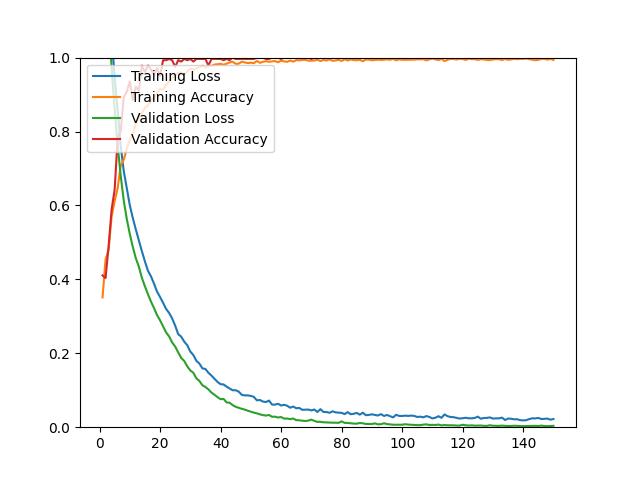 1.0
0.8
0.6
0.4
0.2
0.0
0 20 40 60 80 100 120 140
Training Loss
Training Accuracy
Validation Loss
Validation Accuracy